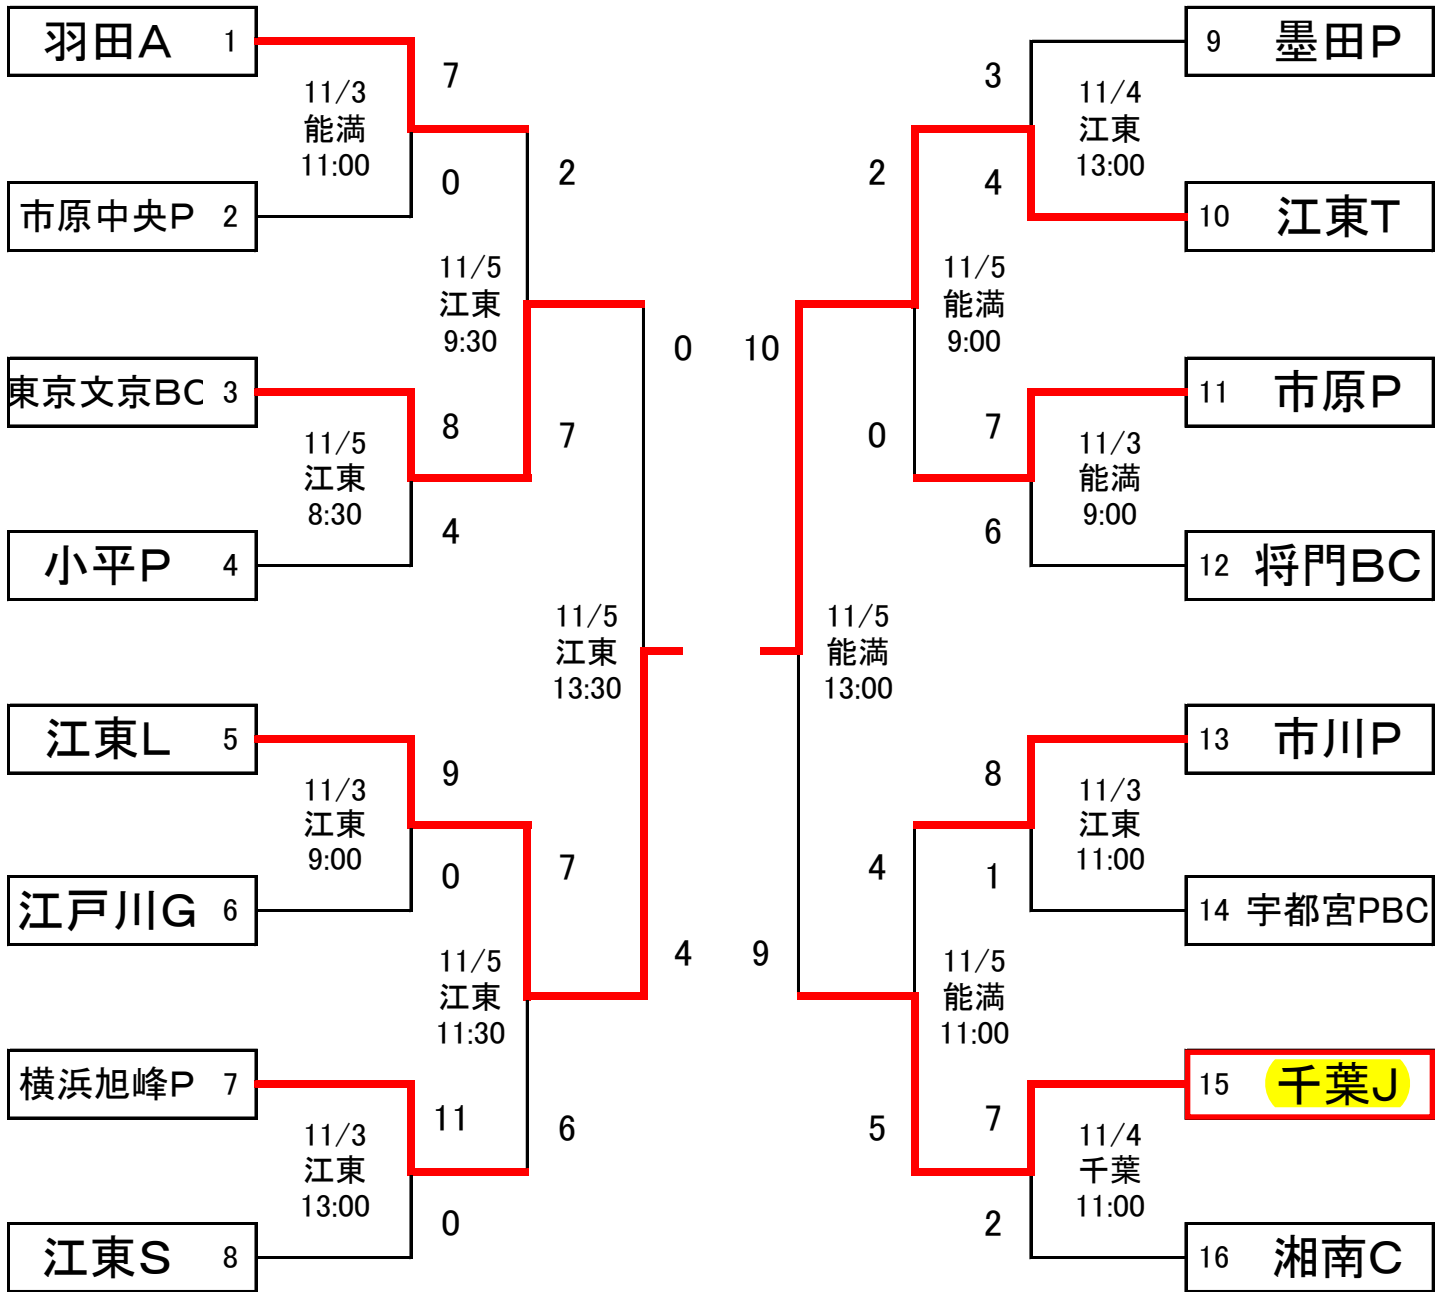 羽田A 1
7
11/3
能満
11:00
0
市原中央P 2
2
11/5
江東
9:30
東京文京BC 3
8
7
11/5
江東
8:30
4
小平P 4
0
11/5
江東
13:30
江東L 5
9
11/3
江東
9:00
0
7
江戸川G 6
4
11/5
江東
11:30
横浜旭峰P 7
11
6
11/3
江東
13:00
0
江東S 8
9 墨田P
3
11/4
江東
13:00
2
4
10 江東T
11/5
能満
9:00
10
11 市原P
0
7
11/3
能満
9:00
6
12 将門BC
11/5
能満
13:00
13 市川P
8
11/3
江東
11:00
4
1
14 宇都宮PBC
9
11/5
能満
11:00
15 千葉J
5
7
11/4
千葉
11:00
2
16 湘南C